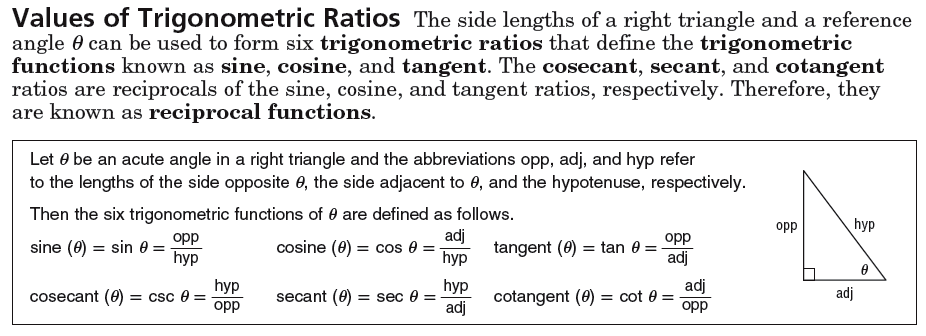 Values of Trigonometric Ratios The side lengths of a right triangle and a reference
angle θ can be used to form six trigonometric ratios that define the trigonometric
functions known as sine, cosine, and tangent. The cosecant, secant, and cotangent
ratios are reciprocals of the sine, cosine, and tangent ratios, respectively. Therefore, they
are known as reciprocal functions.
Let θ be an acute angle in a right triangle and the abbreviations opp, adj, and hyp refer
to the lengths of the side opposite θ, the side adjacent to θ, and the hypotenuse, respectively.
Then the six trigonometric functions of θ are defined as follows.
sine (θ) = sin θ = opp/hyp cosine (θ) = cos θ = adj/hyp tangent (θ) = tan θ = opp/adj
cosecant (θ) = csc θ = hyp/opp secant (θ) = sec θ = hyp/adj cotangent (θ) = cot θ = adj/opp
opp
hyp
θ
adj